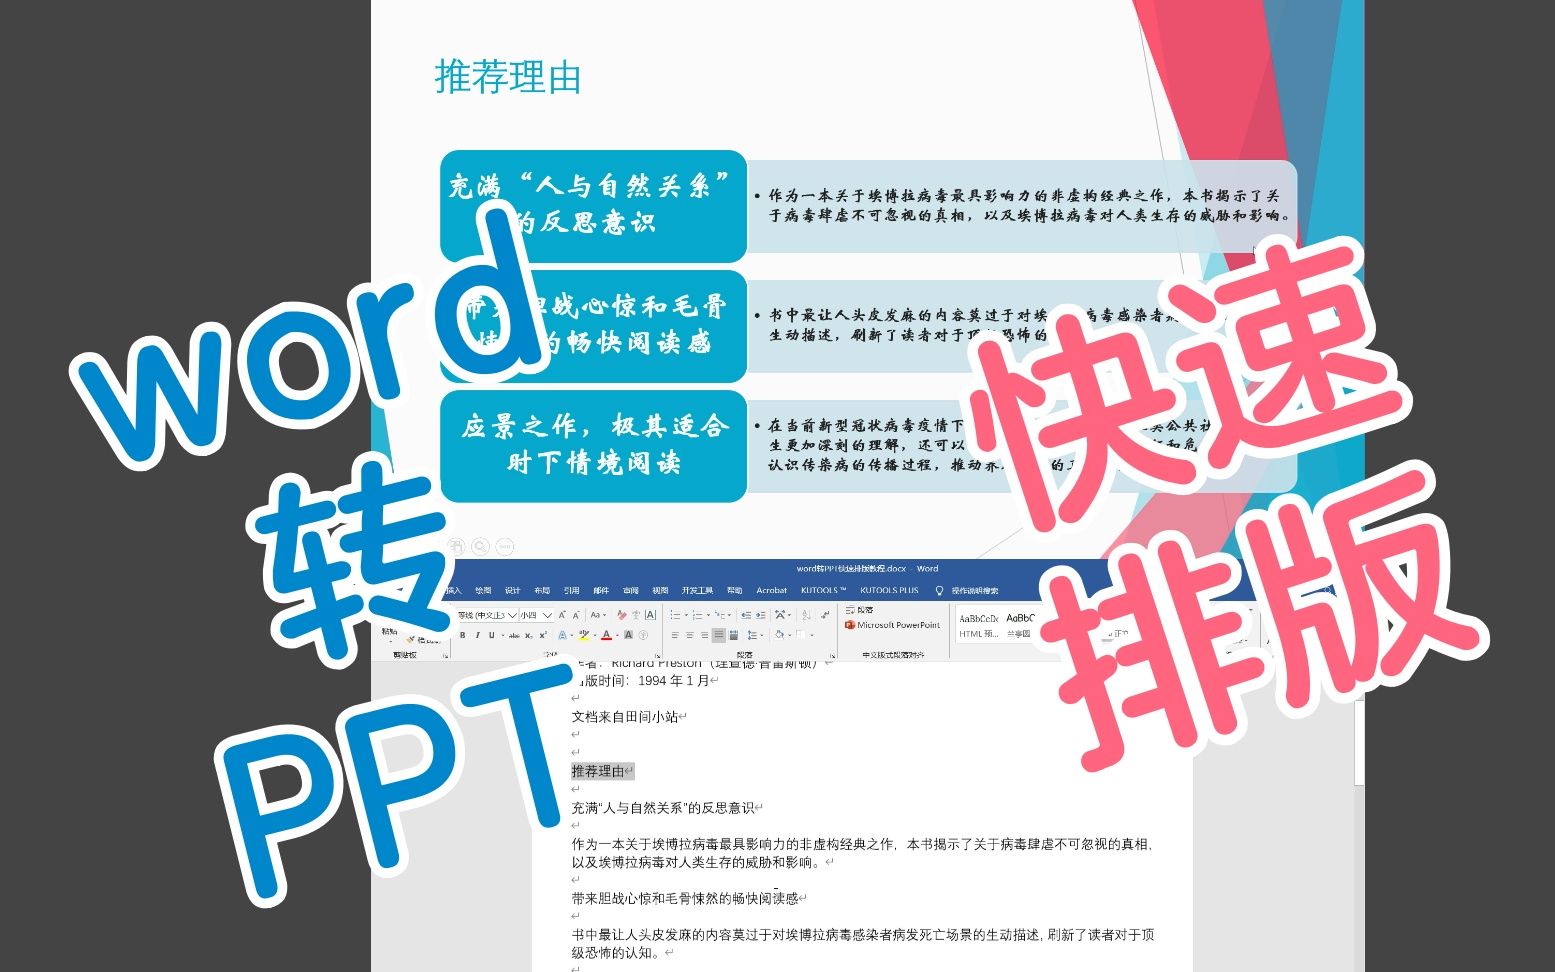 推荐理由
充满“人与自然关系”
的反思意识
作为一本关于埃博拉病毒最具影响力的非虚构经典之作，本书揭示了关
于病毒肆虐不可忽视的真相，以及埃博拉病毒对人类生存的威胁和影响。
胆战心惊和毛骨
畅快阅读感
书中最让人头皮发麻的内容莫过于对埃 病毒感染者
生动描述，刷新了读者对于顶 恐怖的
应景之作，极其适合
时下情境阅读
在当前新型冠状病毒疫情下
生更加深刻的理解，还可以 和危
认识传染病的传播过程，推动养
word
转
PPT
快速
排版
word转PPT快速排版教程.docx - Word
插入 绘图 设计 布局 引用 邮件 审阅 视图 开发工具 帮助 Acrobat KUTOOLS ™ KUTOOLS PLUS 操作说明搜索
等线 (中文正 小四
段落
Microsoft PowerPoint
AaBbCcDc AaBbC
HTML 预... 兰亭圆 正文
粘贴
剪贴板 段落 中文版式段落对齐
作者：Richard Preston（理查德·普雷斯顿）
出版时间：1994 年 1 月
文档来自田间小站
推荐理由
充满“人与自然关系”的反思意识
作为一本关于埃博拉病毒最具影响力的非虚构经典之作，本书揭示了关于病毒肆虐不可忽视的真相，
以及埃博拉病毒对人类生存的威胁和影响。
带来胆战心惊和毛骨悚然的畅快阅读感
书中最让人头皮发麻的内容莫过于对埃博拉病毒感染者病发死亡场景的生动描述, 刷新了读者对于顶
级恐怖的认知。